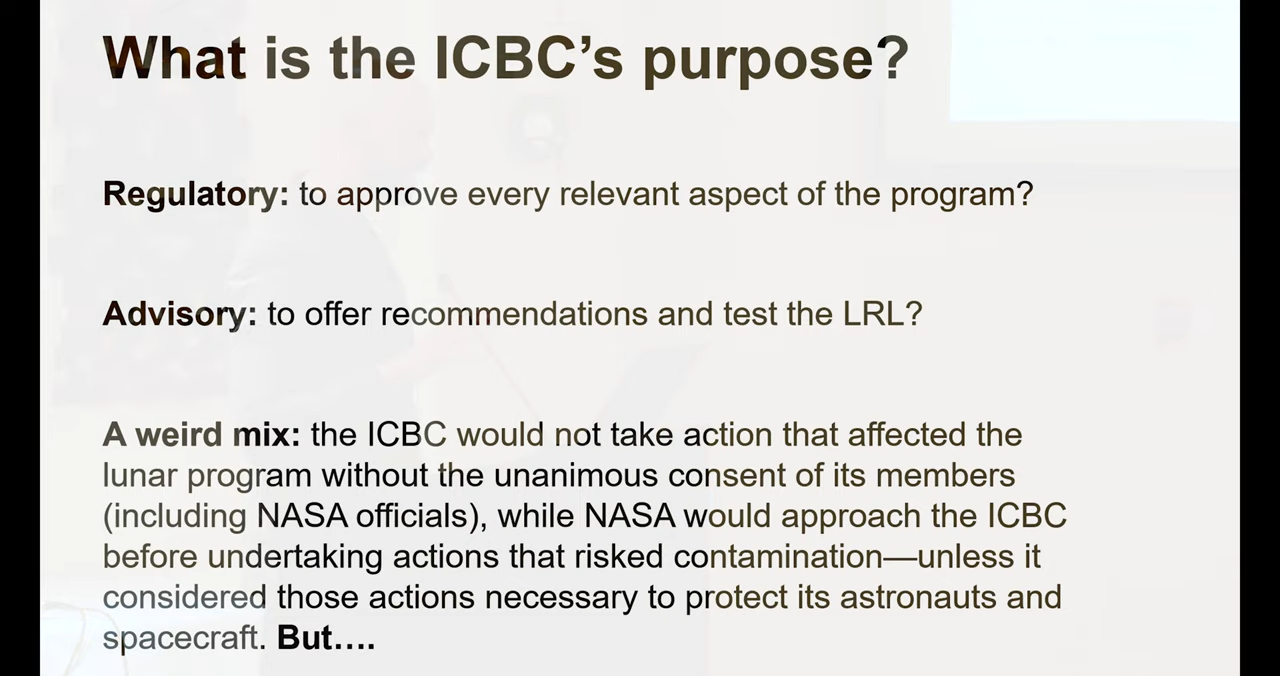 What is the ICBC’s purpose?
Regulatory: to approve every relevant aspect of the program?
Advisory: to offer recommendations and test the LRL?
A weird mix: the ICBC would not take action that affected the
lunar program without the unanimous consent of its members
(including NASA officials), while NASA would approach the ICBC
before undertaking actions that risked contamination—unless it
considered those actions necessary to protect its astronauts and
spacecraft. But….